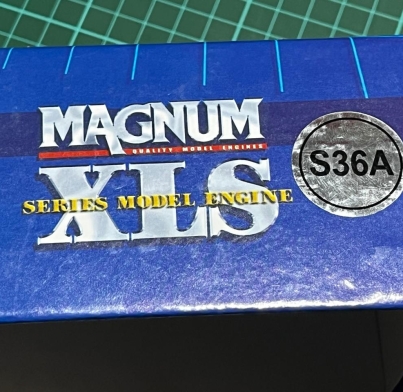 MAGNUM
QUALITY MODEL ENGINES
XLS
SERIES MODEL ENGINE
S36A